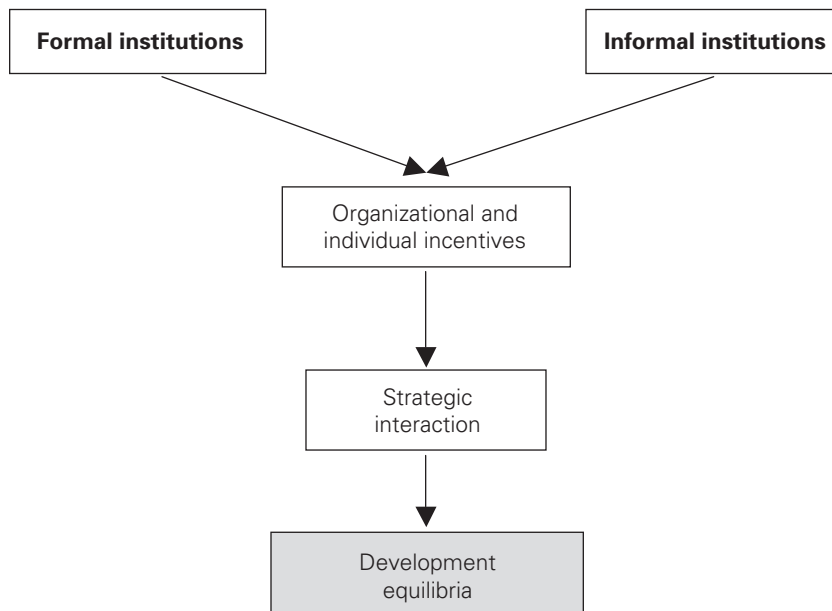 Formal institutions
Informal institutions
Organizational and
individual incentives
Strategic
interaction
Development
equilibria